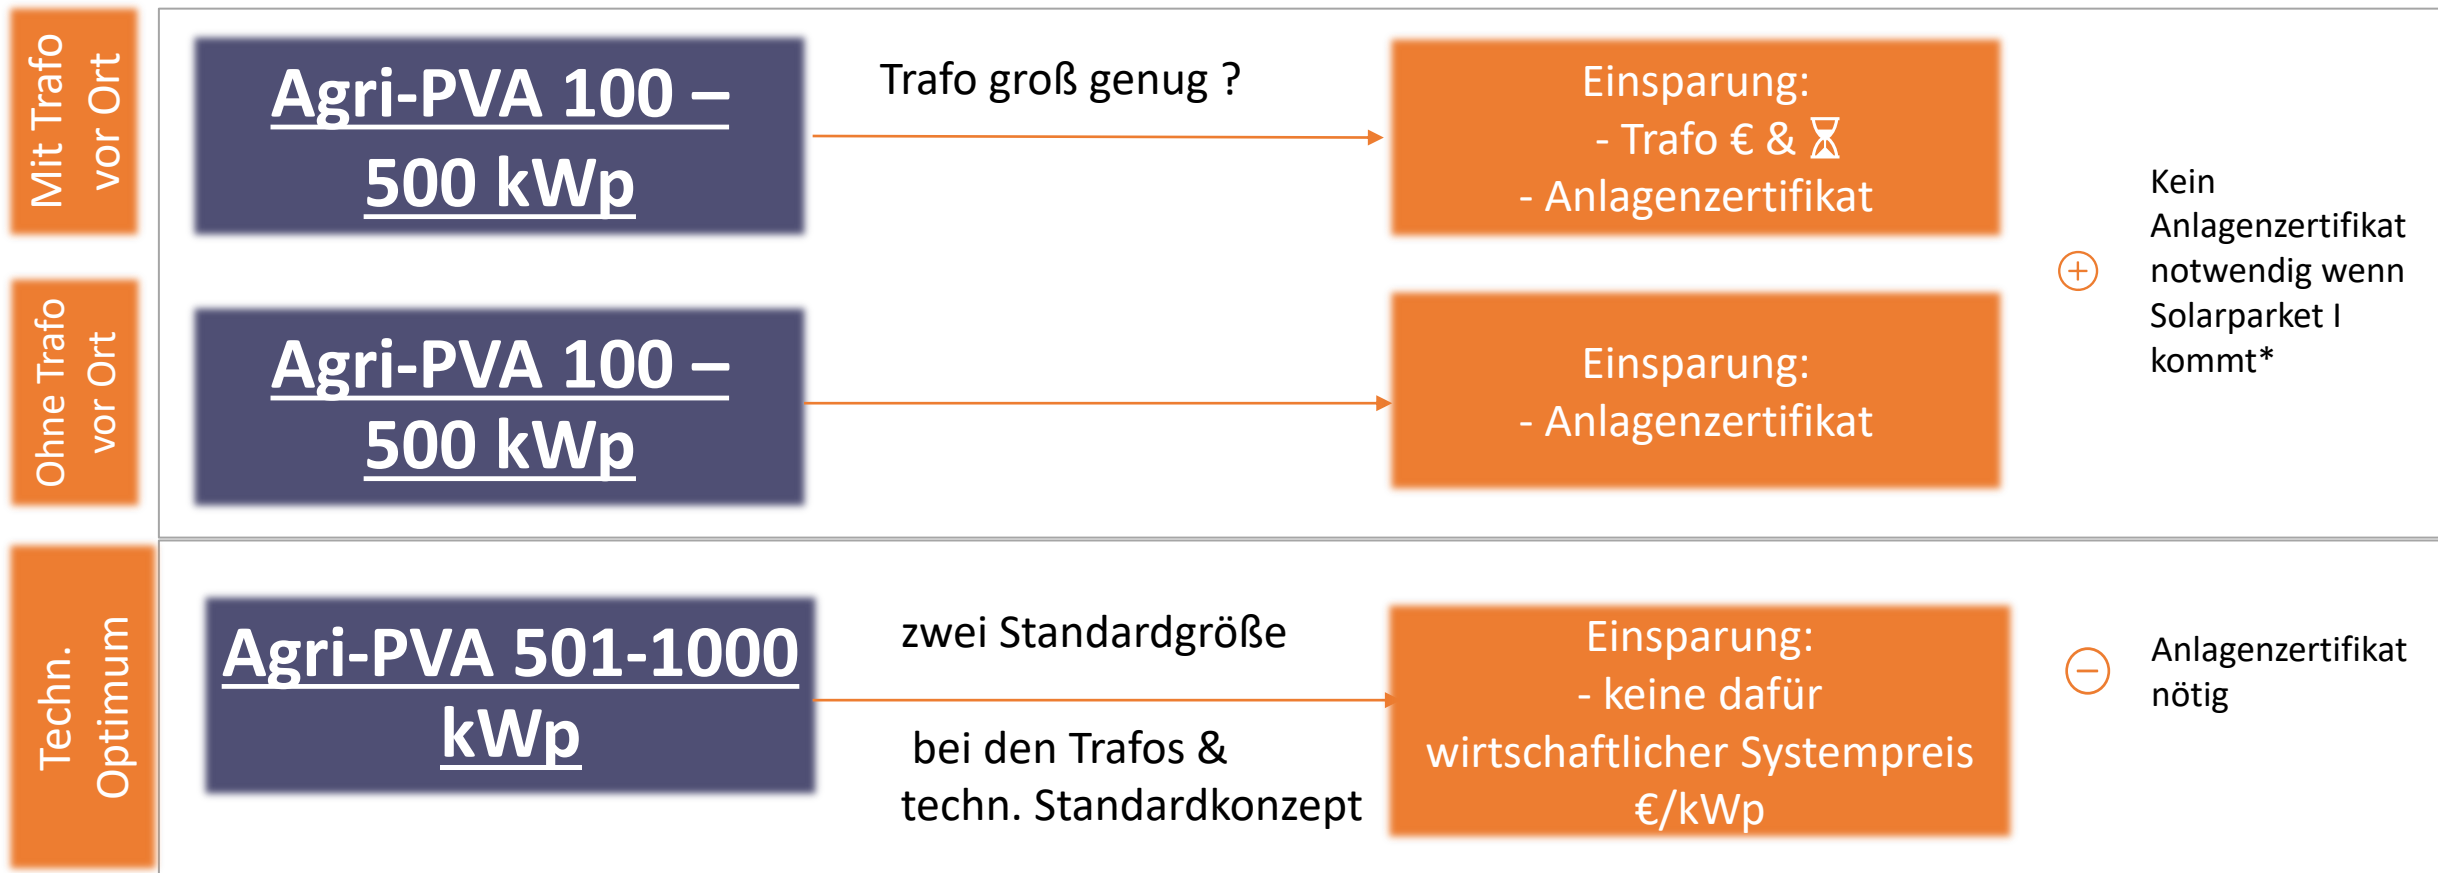 Mit Trafo
vor Ort
Agri-PVA 100 –
500 kWp
Trafo groß genug ?
Einsparung:
- Trafo € & ⌛
- Anlagenzertifikat
Ohne Trafo
vor Ort
Agri-PVA 100 –
500 kWp
Einsparung:
- Anlagenzertifikat
Kein
Anlagenzertifikat
notwendig wenn
Solarparket I
kommt*
Techn.
Optimum
Agri-PVA 501-1000
kWp
zwei Standardgröße
bei den Trafos &
techn. Standardkonzept
Einsparung:
- keine dafür
wirtschaftlicher Systempreis
€/kWp
Anlagenzertifikat
nötig